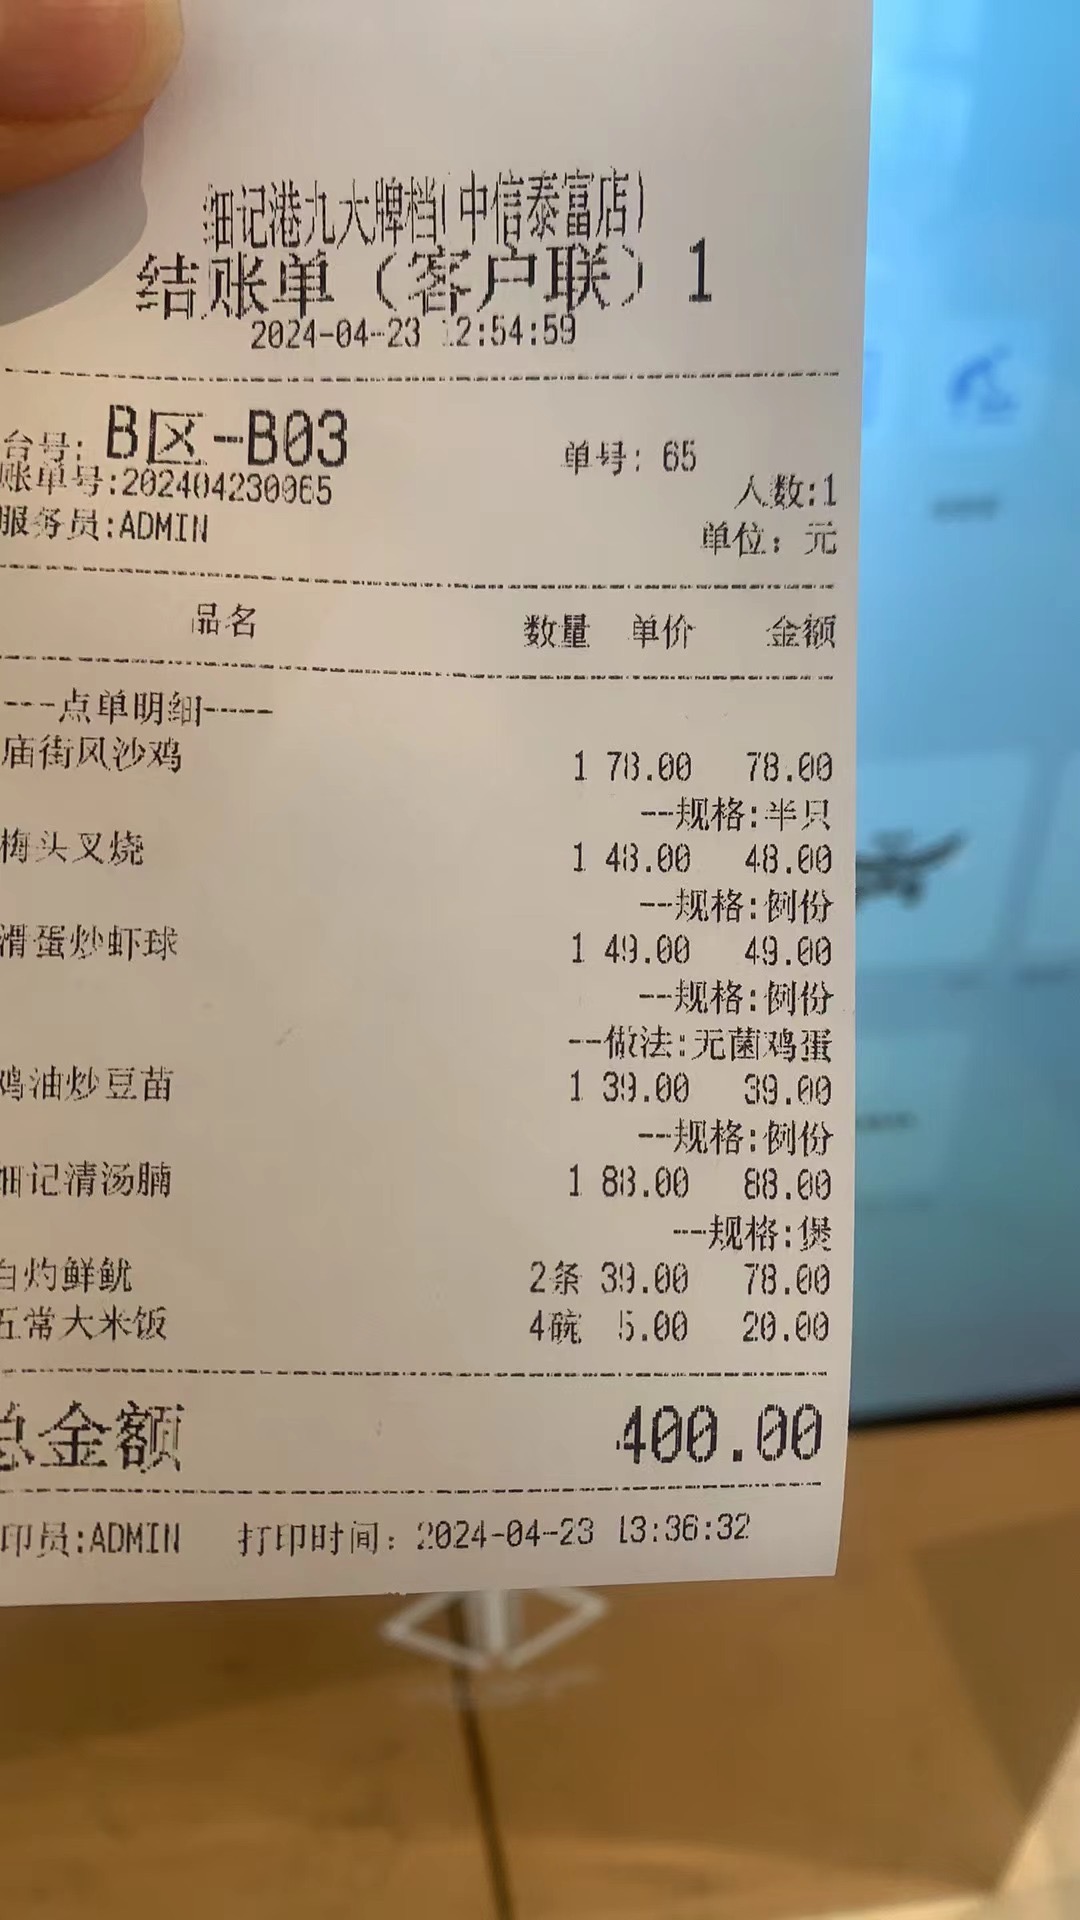 细记港九大牌档(中信泰富店)
结账单（客户联）1
2024-04-23 12:54:59
台号: B区-B03 单号: 65
账单号:202404230065 人数:1
服务员:ADMIN 单位: 元
品名 数量 单价 金额
---点单明细----
庙街风沙鸡 1 78.00 78.00
--规格:半只
梅头叉烧 1 48.00 48.00
--规格:例份
滑蛋炒虾球 1 49.00 49.00
--规格:例份
--做法:无菌鸡蛋
鸡油炒豆苗 1 39.00 39.00
--规格:例份
细记清汤腩 1 88.00 88.00
--规格:煲
白灼鲜鱿 2条 39.00 78.00
五常大米饭 4碗 5.00 20.00
总金额 400.00
印员:ADMIN 打印时间: 2024-04-23 13:36:32